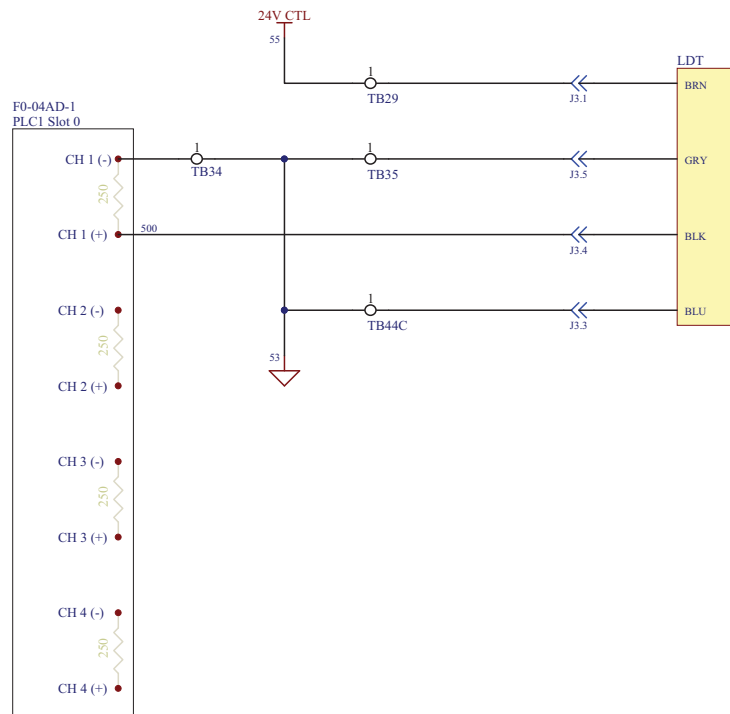 24V CTL
55
LDT
1
BRN
TB29
J3.1
F0-04AD-1
PLC1 Slot 0
CH 1 (-)
1
1
GRY
TB34
TB35
J3.5
250
CH 1 (+)
500
BLK
J3.4
CH 2 (-)
1
BLU
TB44C
J3.3
250
53
CH 2 (+)
CH 3 (-)
250
CH 3 (+)
CH 4 (-)
250
CH 4 (+)